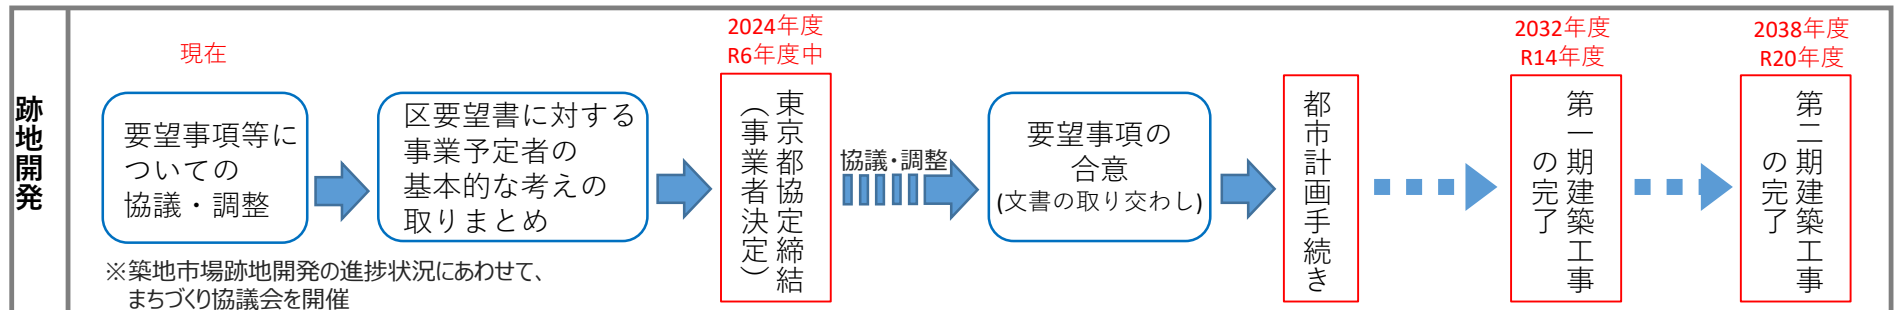 跡地開発
現在
要望事項等に
ついての
協議・調整
※築地市場跡地開発の進捗状況にあわせて、
まちづくり協議会を開催
区要望書に対する
事業予定者の
基本的な考えの
取りまとめ
2024年度
R6年度中
東京都協定締結
（事業者決定）
協議・調整
要望事項の
合意
(文書の取り交わし)
都市計画手続き
2032年度
R14年度
第一期建築工事
の完了
2038年度
R20年度
第二期建築工事
の完了